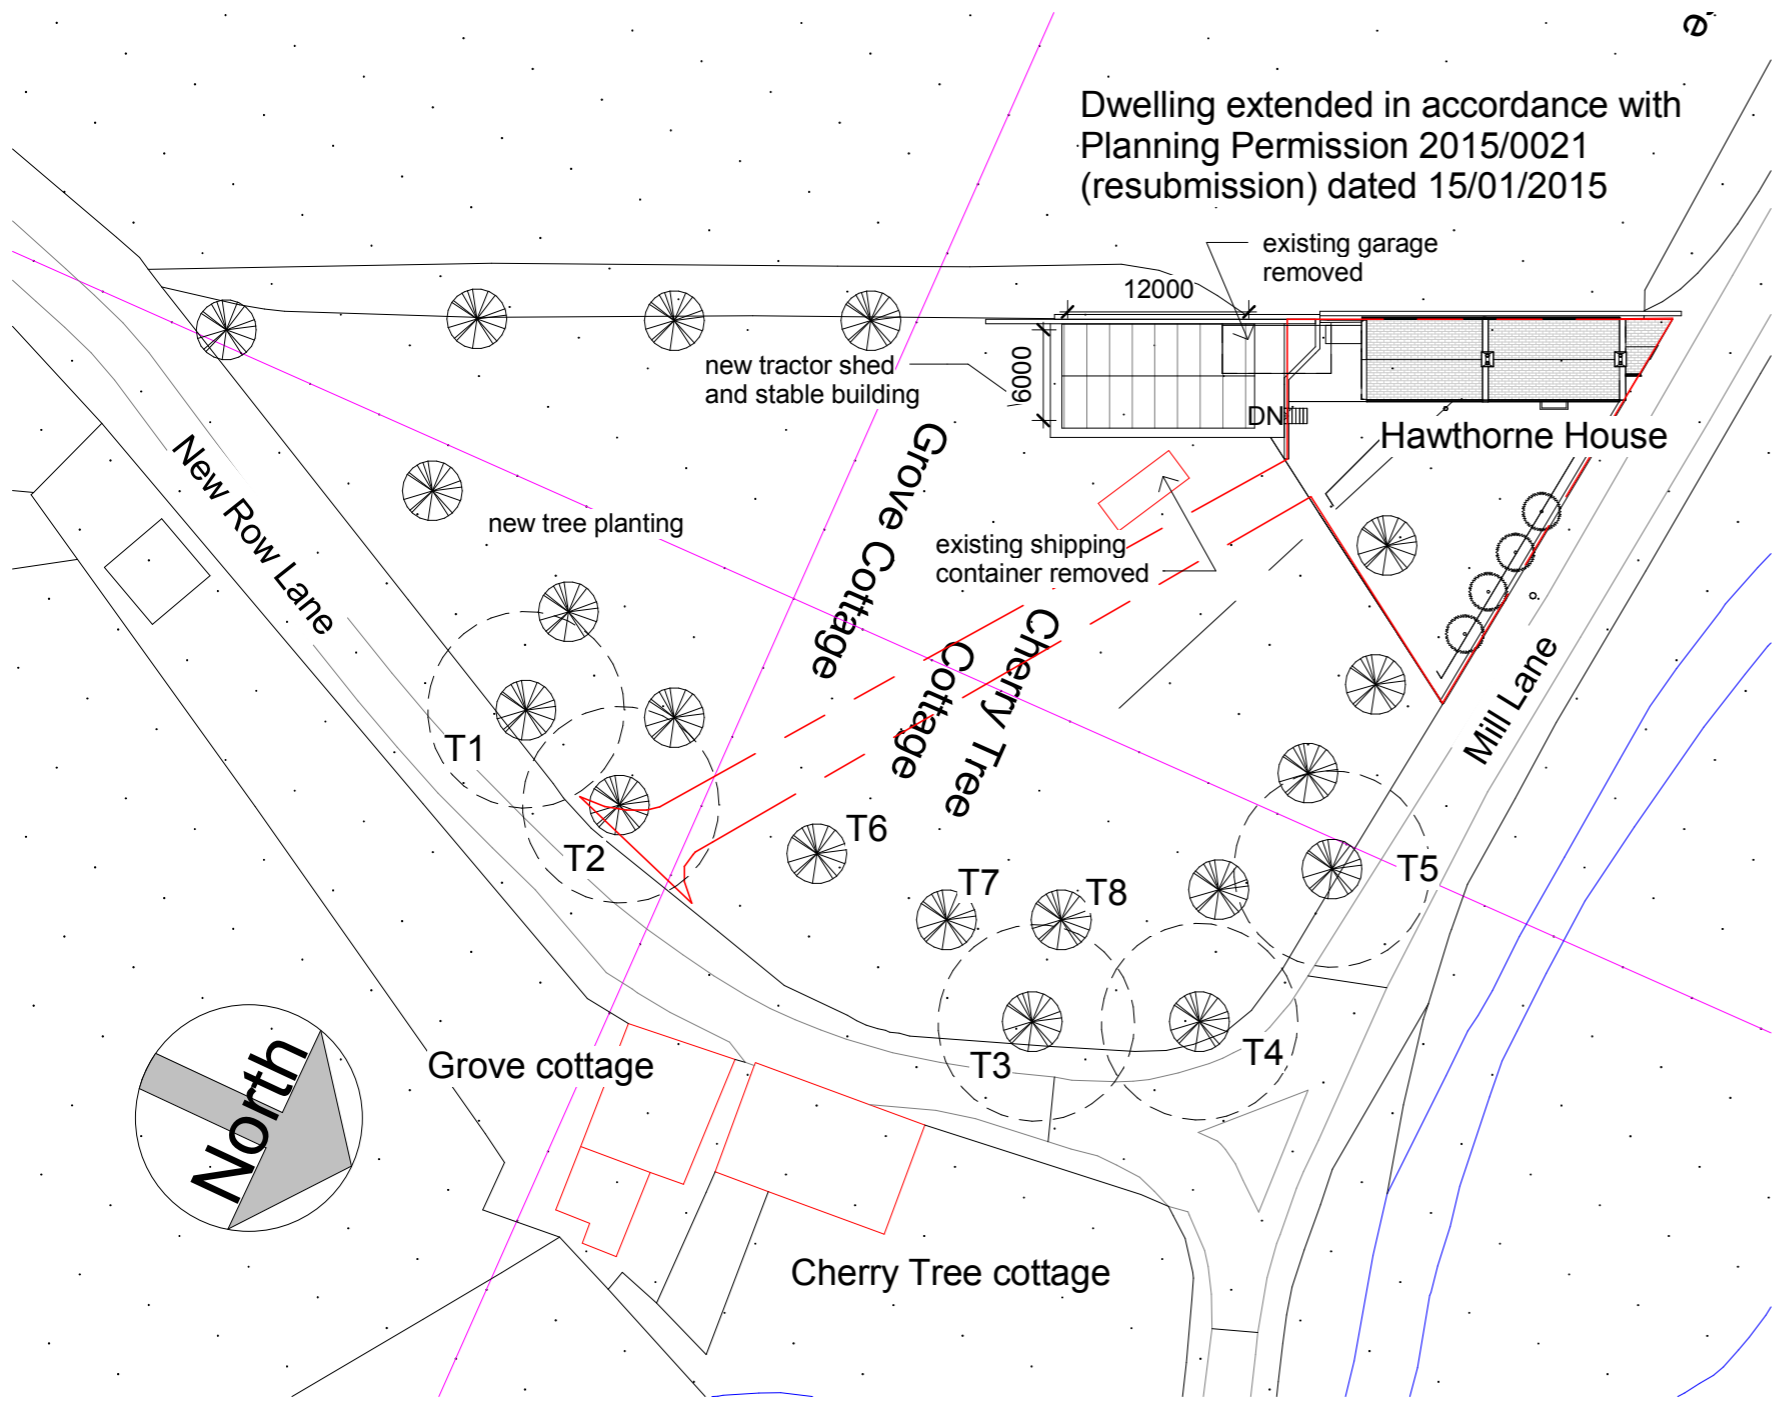 é
Dwelling extended in accordance with
Planning Permission 2015/0021
(resubmission) dated 15/01/2015
existing garage
removed
12000
6000
new tractor shed
and stable building
DN
Hawthorne House
New Row Lane
Grove Cottage
new tree planting
existing shipping
container removed
Cherry Tree
Cottage
Mill Lane
T1
T2
T6
T7
T8
T5
T3
T4
North
Grove cottage
Cherry Tree cottage